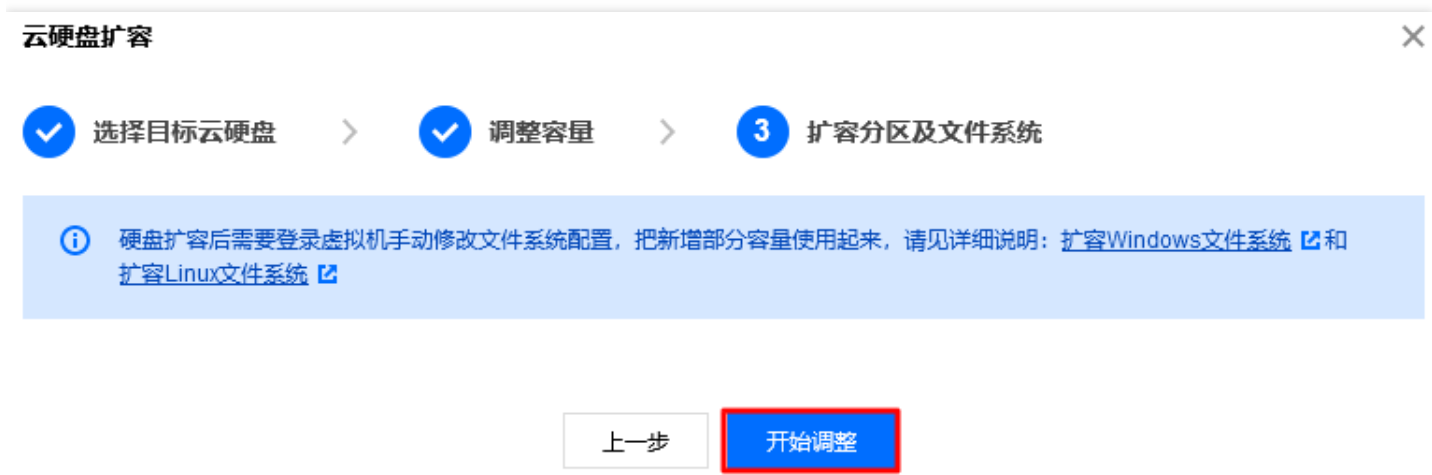 云硬盘扩容
选择目标云硬盘 调整容量 3 扩容分区及文件系统
硬盘扩容后需要登录虚拟机手动修改文件系统配置，把新增部分容量使用起来，请见详细说明：扩容Windows文件系统 和
扩容Linux文件系统
上一步 开始调整